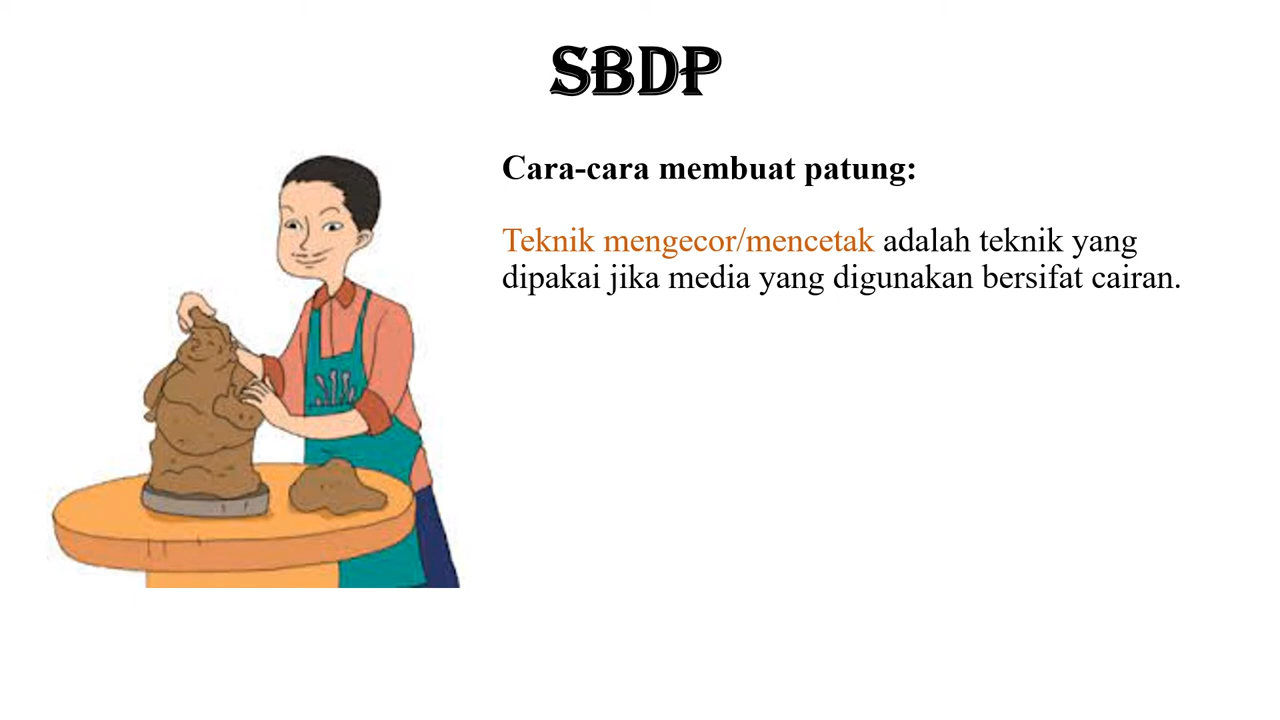 SBDP
Cara-cara membuat patung:
Teknik mengecor/mencetak adalah teknik yang
dipakai jika media yang digunakan bersifat cairan.